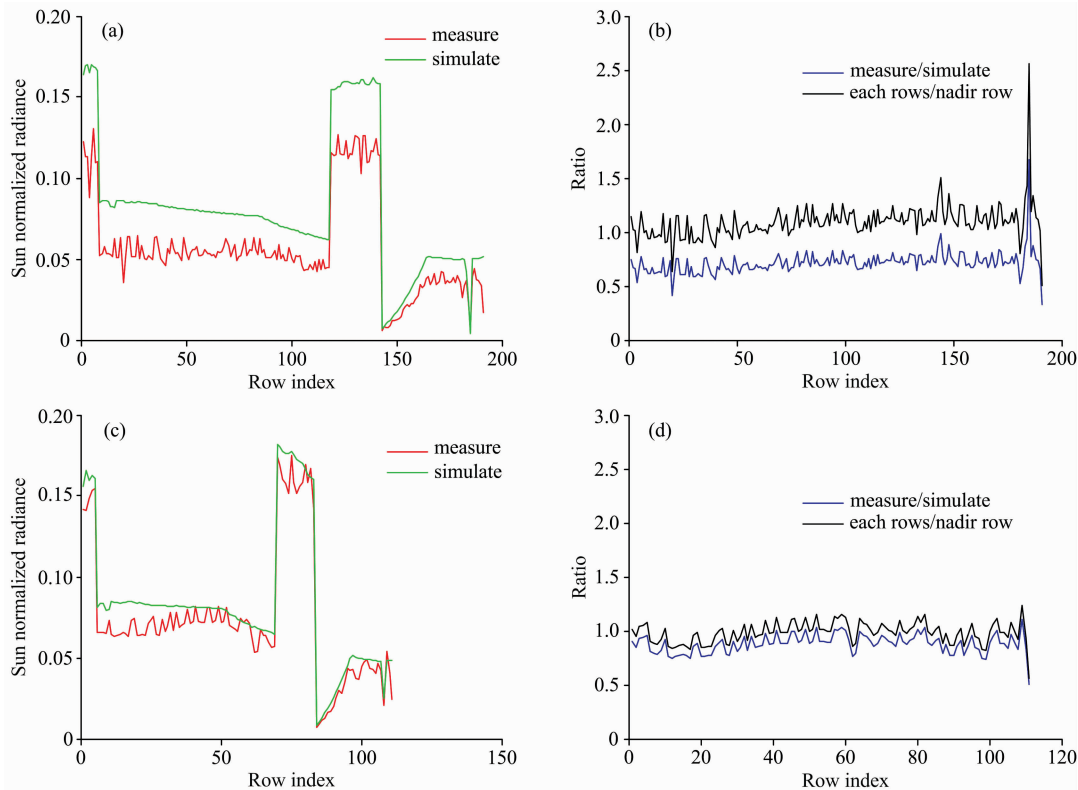 (a)
measure
simulate
Sun normalized radiance
0.20
0.15
0.10
0.05
0
0 50 100 150 200
Row index
(b)
measure/simulate
each rows/nadir row
Ratio
3.0
2.5
2.0
1.5
1.0
0.5
0
0 50 100 150 200
Row index
(c)
measure
simulate
Sun normalized radiance
0.20
0.15
0.10
0.05
0
0 50 100 150
Row index
(d)
measure/simulate
each rows/nadir row
Ratio
3.0
2.5
2.0
1.5
1.0
0.5
0
0 20 40 60 80 100 120
Row index